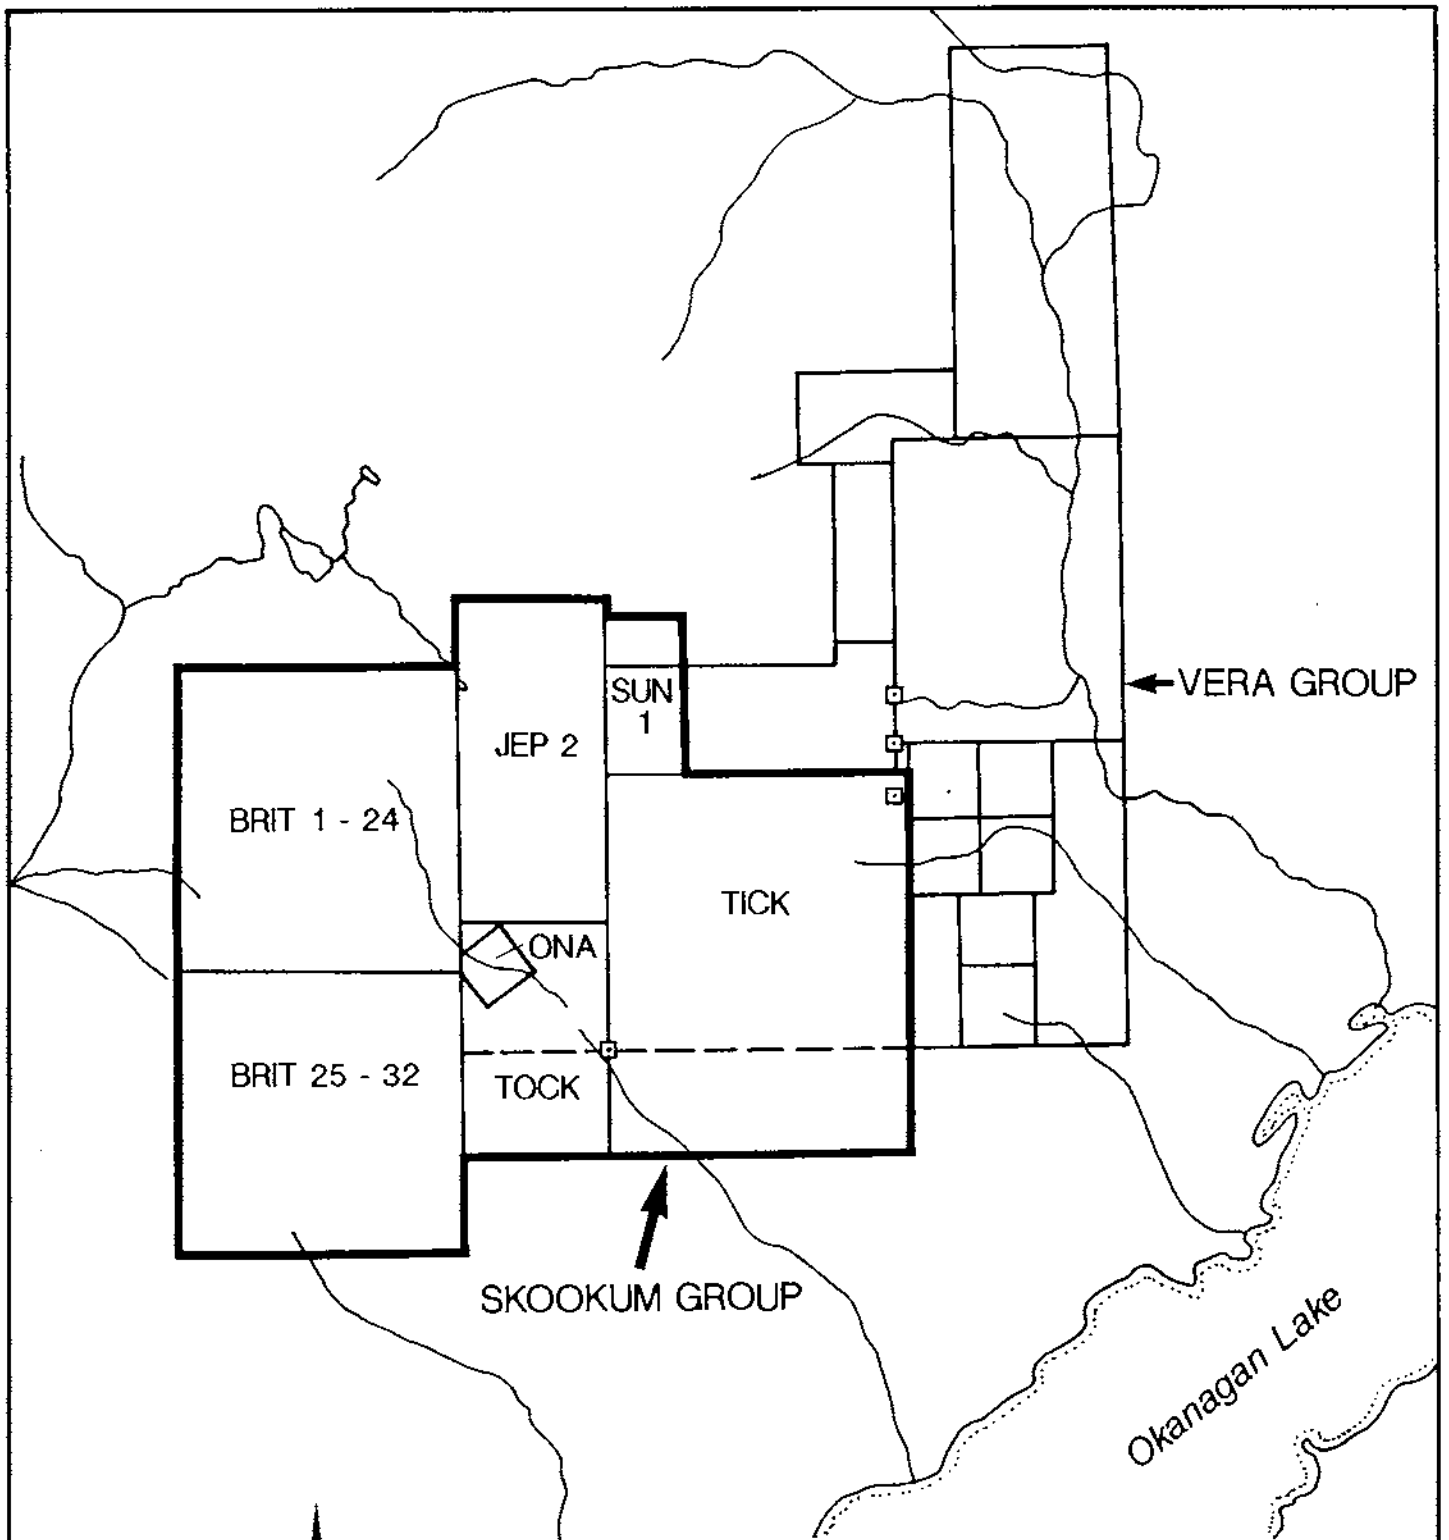 VERA GROUP
SUN
1
JEP 2
BRIT 1 - 24
TICK
ONA
BRIT 25 - 32
TOCK
SKOOKUM GROUP
Okanagan Lake